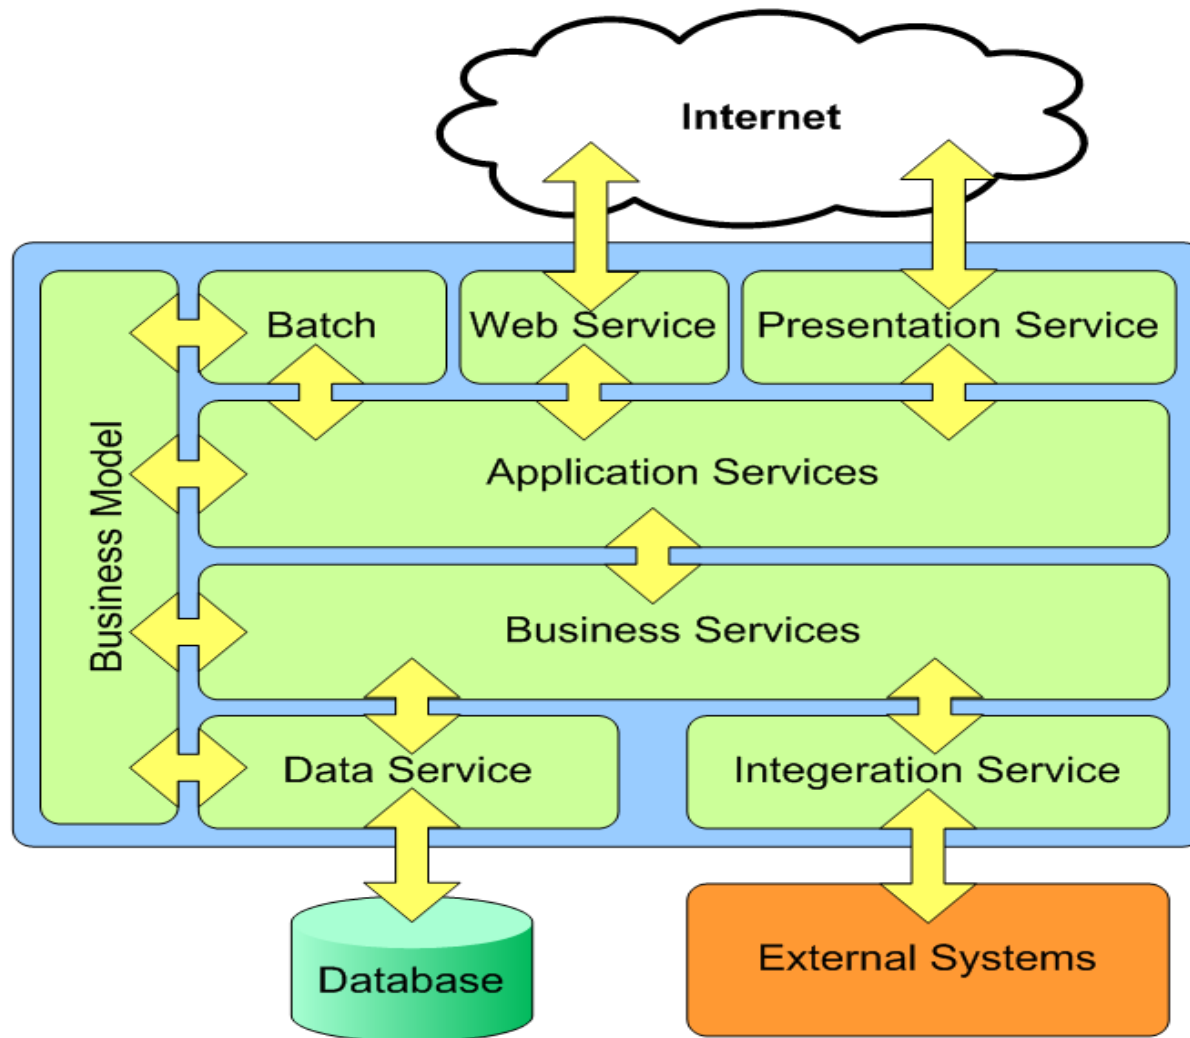 Internet
Batch
Web Service
Presentation Service
Business Model
Application Services
Business Services
Data Service
Integeration Service
Database
External Systems